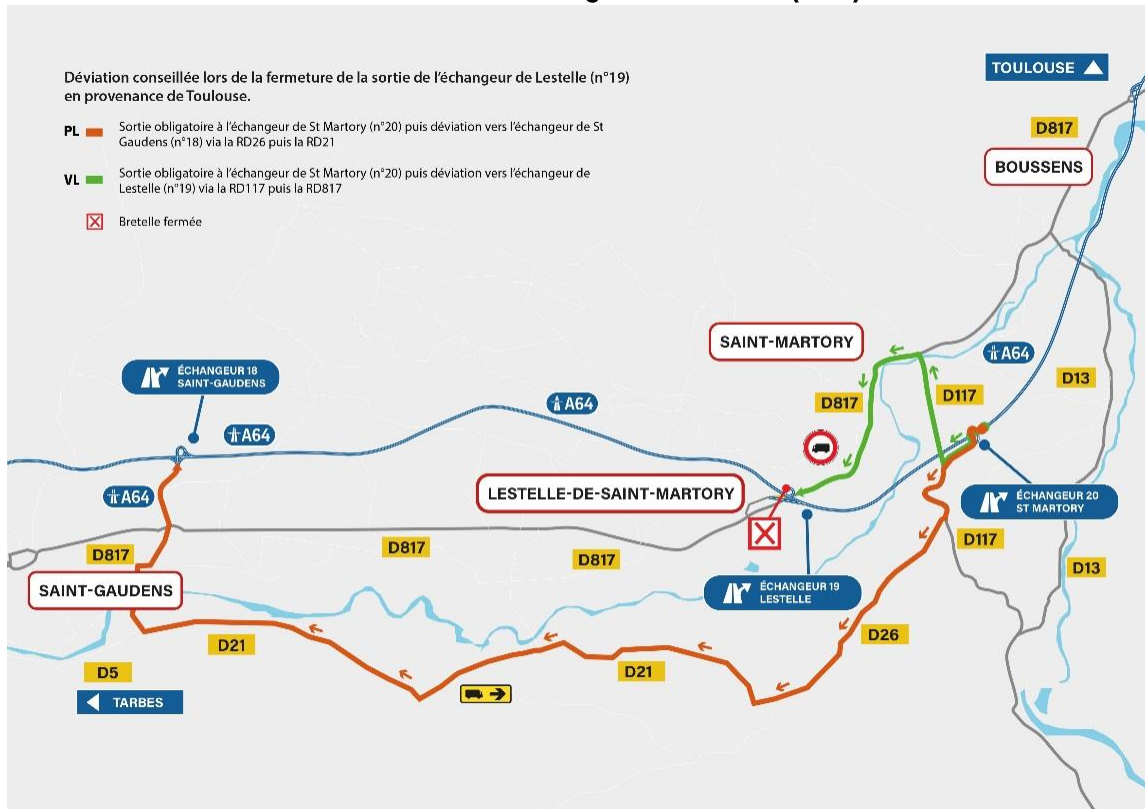 TOULOUSE
Déviation conseillée lors de la fermeture de la sortie de l'échangeur de Lestelle (n°19)
en provenance de Toulouse.
PL
Sortie obligatoire à l'échangeur de St Martory (n°20) puis déviation vers l'échangeur de St
Gaudens (n°18) via la RD26 puis la RD21
VL
Sortie obligatoire à l'échangeur de St Martory (n°20) puis déviation vers l'échangeur de
Lestelle (n°19) via la RD117 puis la RD817
Bretelle fermée
D817
BOUSSENS
SAINT-MARTORY
A64
ÉCHANGEUR 18
SAINT-GAUDENS
D13
D817
D117
A64
A64
LESTELLE-DE-SAINT-MARTORY
A64
ÉCHANGEUR 20
ST MARTORY
D117
D817
D817
D817
D13
SAINT-GAUDENS
ÉCHANGEUR 19
LESTELLE
D26
D21
D21
D5
TARBES